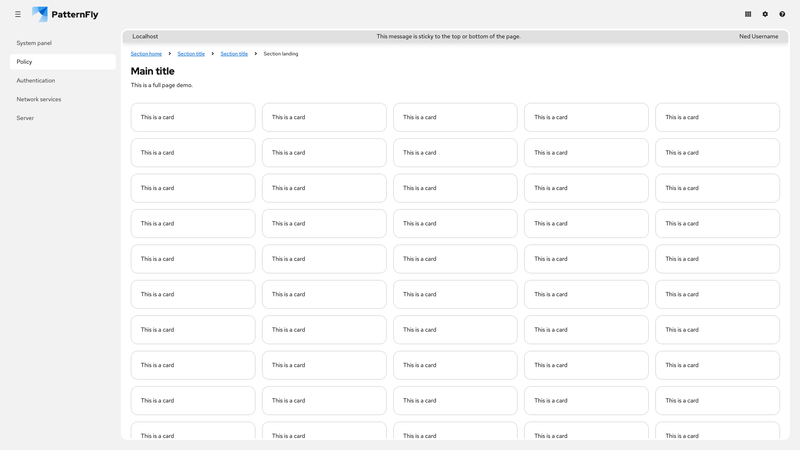 PatternFly
System panel
Policy
Authentication
Network services
Server
Localhost This message is sticky to the top or bottom of the page. Ned Username
Section home Section title Section title Section landing
Main title
This is a full page demo.
This is a card This is a card This is a card This is a card This is a card
This is a card This is a card This is a card This is a card This is a card
This is a card This is a card This is a card This is a card This is a card
This is a card This is a card This is a card This is a card This is a card
This is a card This is a card This is a card This is a card This is a card
This is a card This is a card This is a card This is a card This is a card
This is a card This is a card This is a card This is a card This is a card
This is a card This is a card This is a card This is a card This is a card
This is a card This is a card This is a card This is a card This is a card
This is a card This is a card This is a card This is a card This is a card